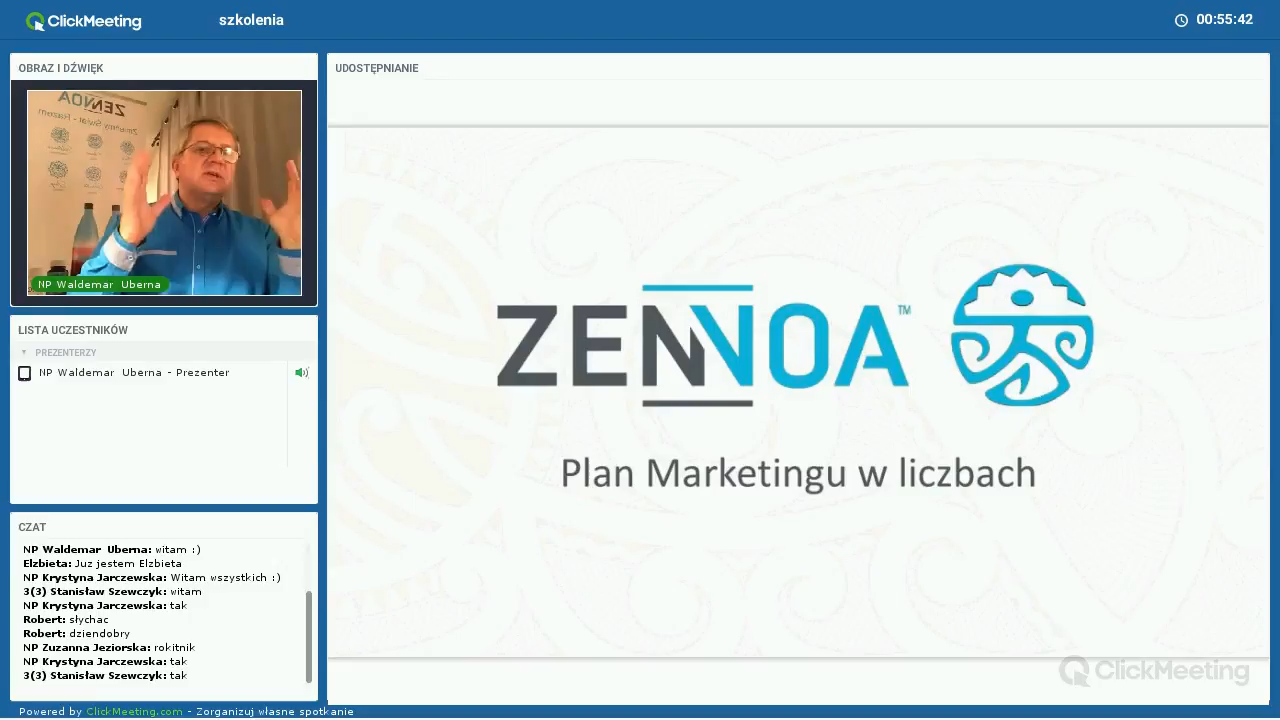 ClickMeeting
szkolenia
00:55:42
OBRAZ I DŹWIĘK
ZENNOA
NP Waldemar Uberna
UDOSTĘPNIANIE
ZENNOA™
Plan Marketingu w liczbach
LISTA UCZESTNIKÓW
PREZENTERZY
NP Waldemar Uberna - Prezenter
CZAT
NP Waldemar Uberna: witam :)
Elzbieta: Juz jestem Elzbieta
NP Krystyna Jarczewska: Witam wszystkich :)
3(3) Stanisław Szewczyk: witam
NP Krystyna Jarczewska: tak
Robert: słychac
Robert: dziendobry
NP Zuzanna Jeziorska: rokitnik
NP Krystyna Jarczewska: tak
3(3) Stanisław Szewczyk: tak
ClickMeeting
Powered by ClickMeeting.com - Zorganizuj własne spotkanie